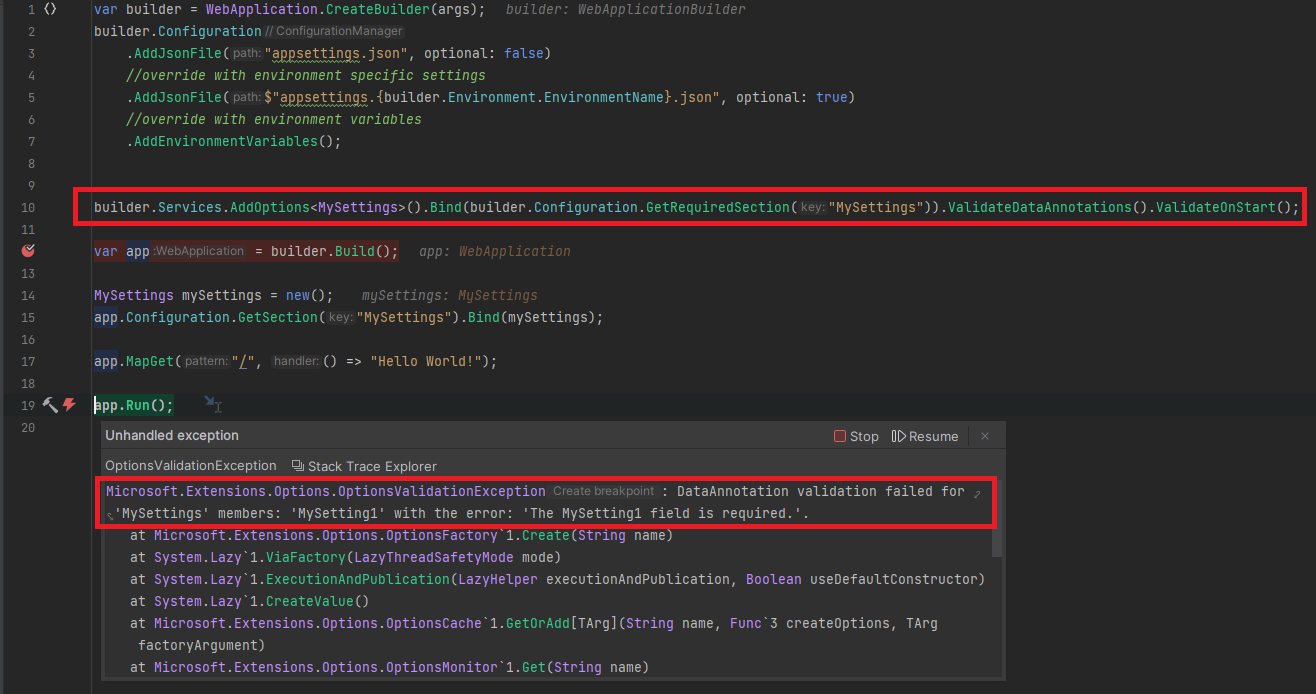 1 var builder = WebApplication.CreateBuilder(args); builder: WebApplicationBuilder
2 builder.Configuration // ConfigurationManager
3 .AddJsonFile( path: "appsettings.json", optional: false)
4 //override with environment specific settings
5 .AddJsonFile( path: $"appsettings.{builder.Environment.EnvironmentName}.json", optional: true)
6 //override with environment variables
7 .AddEnvironmentVariables();
8
9
10 builder.Services.AddOptions<MySettings>().Bind(builder.Configuration.GetRequiredSection( key: "MySettings")).ValidateDataAnnotations().ValidateOnStart();
11
var app :WebApplication = builder.Build(); app: WebApplication
13
14 MySettings mySettings = new(); mySettings: MySettings
15 app.Configuration.GetSection( key: "MySettings").Bind(mySettings);
16
17 app.MapGet( pattern: "/", handler: () => "Hello World!");
18
19 app.Run();
20
Unhandled exception Stop Resume
OptionsValidationException Stack Trace Explorer
Microsoft.Extensions.Options.OptionsValidationException Create breakpoint : DataAnnotation validation failed for
'MySettings' members: 'MySetting1' with the error: 'The MySetting1 field is required.'.
at Microsoft.Extensions.Options.OptionsFactory`1.Create(String name)
at System.Lazy`1.ViaFactory(LazyThreadSafetyMode mode)
at System.Lazy`1.ExecutionAndPublication(LazyHelper executionAndPublication, Boolean useDefaultConstructor)
at System.Lazy`1.CreateValue()
at Microsoft.Extensions.Options.OptionsCache`1.GetOrAdd[TArg](String name, Func`3 createOptions, TArg
factoryArgument)
at Microsoft.Extensions.Options.OptionsMonitor`1.Get(String name)